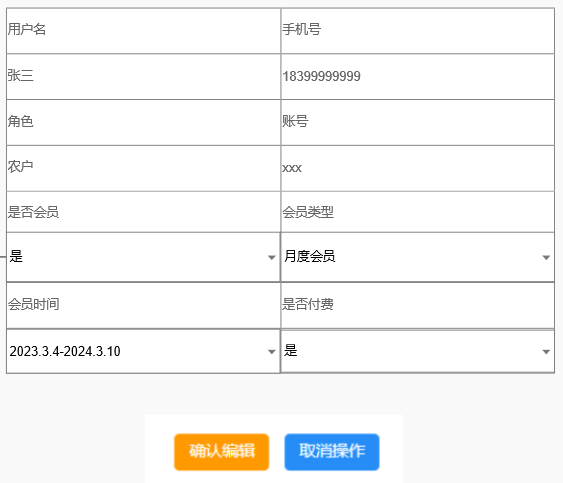 用户名 手机号
张三 18399999999
角色 账号
农户 xxx
是否会员 会员类型
是 月度会员
会员时间 是否付费
2023.3.4-2024.3.10 是
确认编辑 取消操作